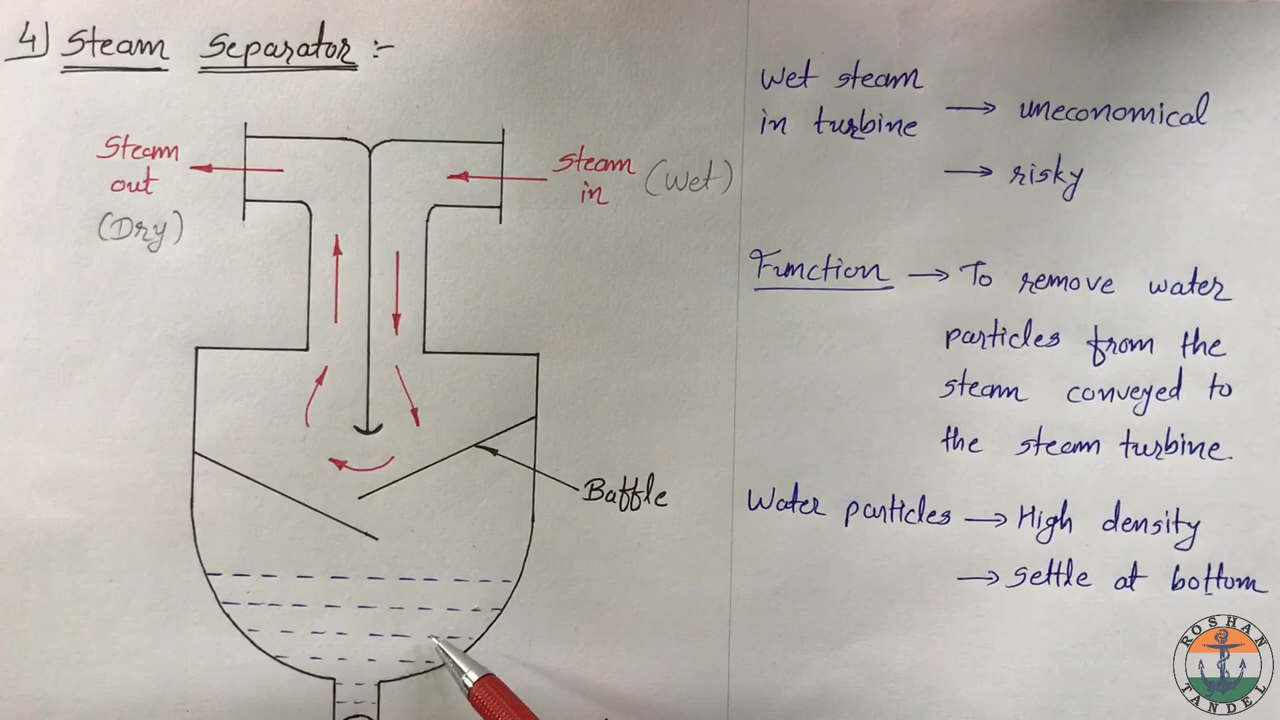 4) Steam Separator :-
Steam
out
(Dry)
Steam
in
(Wet)
Baffle
Wet steam
in turbine
→ uneconomical
→ risky
Function → To remove water
particles from the
steam conveyed to
the steam turbine.
Water particles → High density
→ settle at bottom
ROSHAN
TANDEL